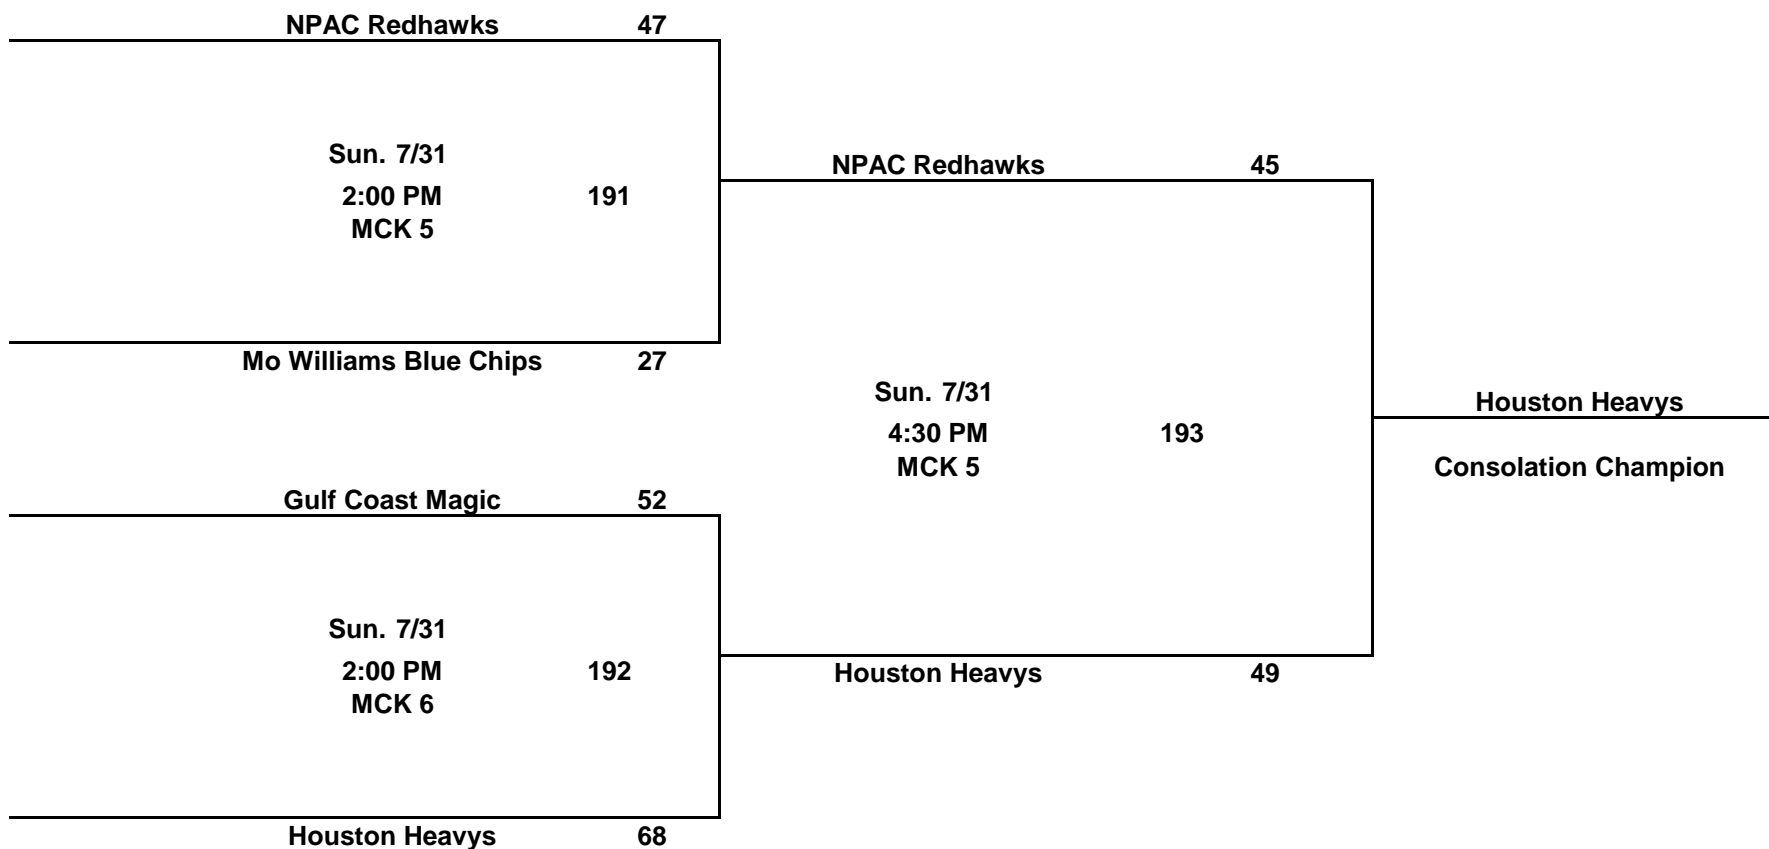 NPAC Redhawks 47
Sun. 7/31
2:00 PM 191
MCK 5
Mo Williams Blue Chips 27
Gulf Coast Magic 52
Sun. 7/31
2:00 PM 192
MCK 6
Houston Heavys 68
NPAC Redhawks 45
Sun. 7/31
4:30 PM 193
MCK 5
Houston Heavys 49
Houston Heavys
Consolation Champion